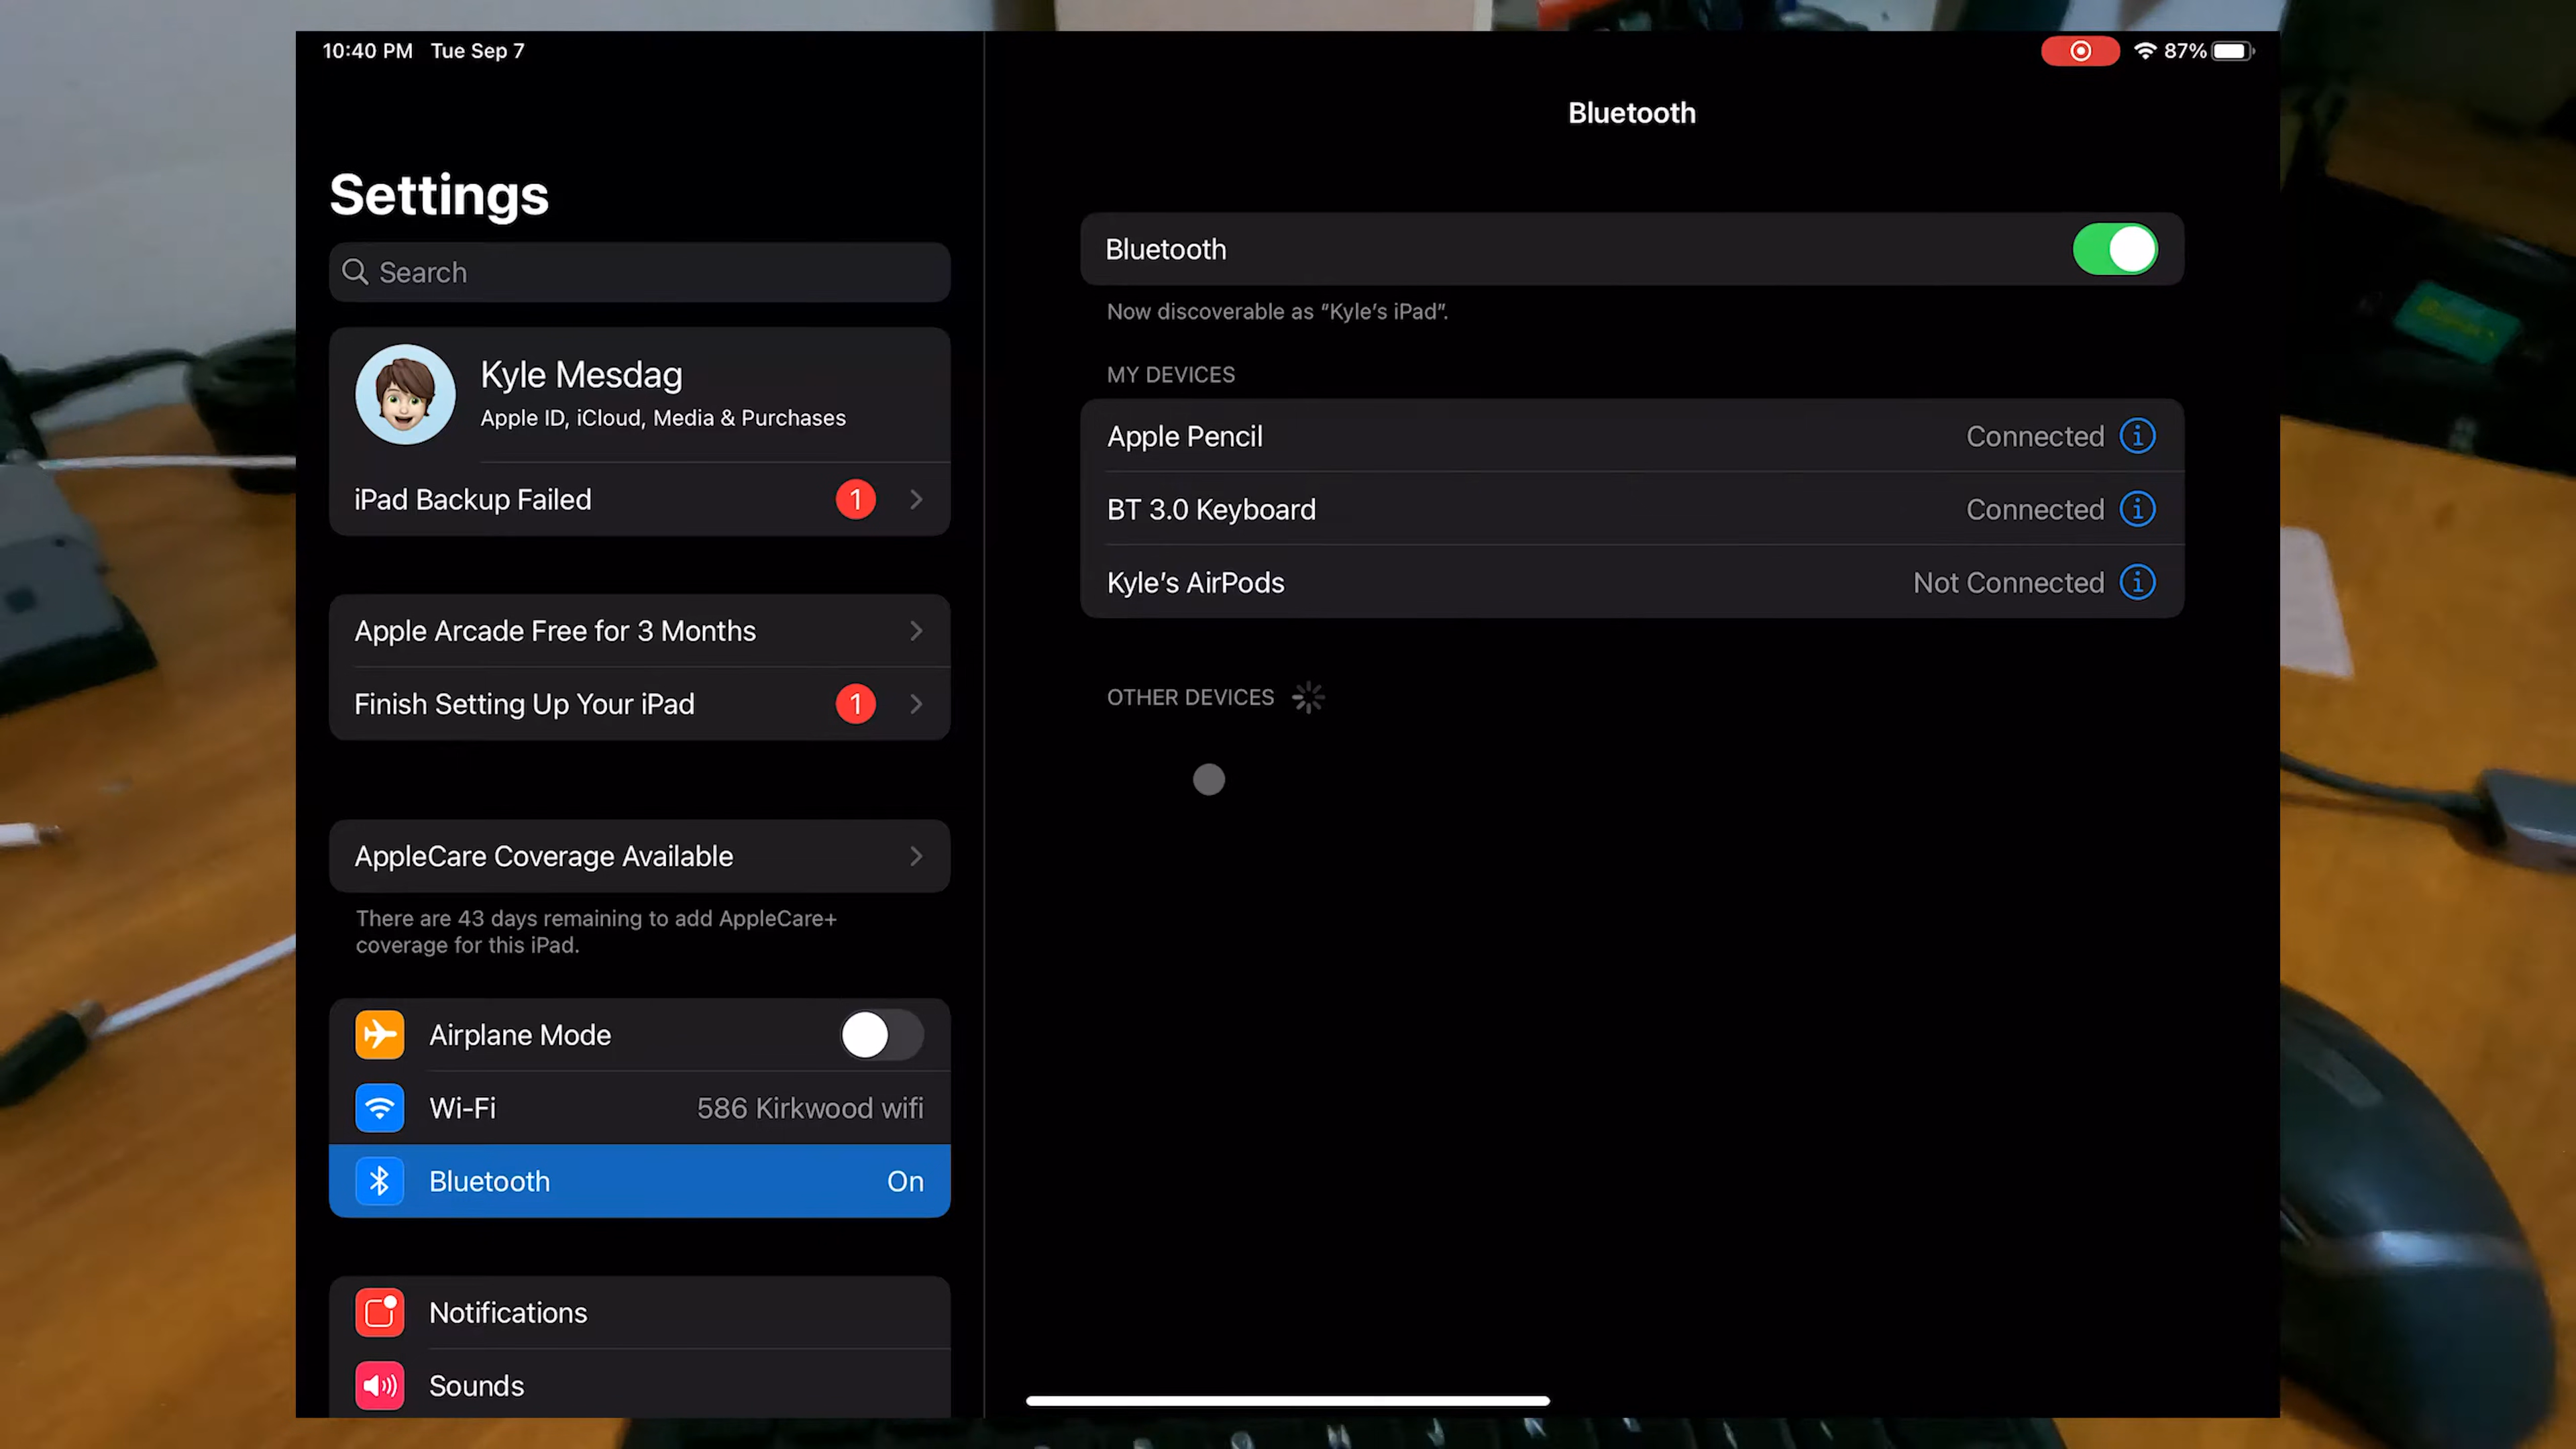 10:40 PM Tue Sep 7
87%
Settings
Search
Kyle Mesdag
Apple ID, iCloud, Media & Purchases
iPad Backup Failed 1
Apple Arcade Free for 3 Months
Finish Setting Up Your iPad 1
AppleCare Coverage Available
There are 43 days remaining to add AppleCare+
coverage for this iPad.
Airplane Mode
Wi-Fi 586 Kirkwood wifi
Bluetooth On
Notifications
Sounds
Bluetooth
Bluetooth
Now discoverable as “Kyle’s iPad”.
MY DEVICES
Apple Pencil Connected
BT 3.0 Keyboard Connected
Kyle’s AirPods Not Connected
OTHER DEVICES